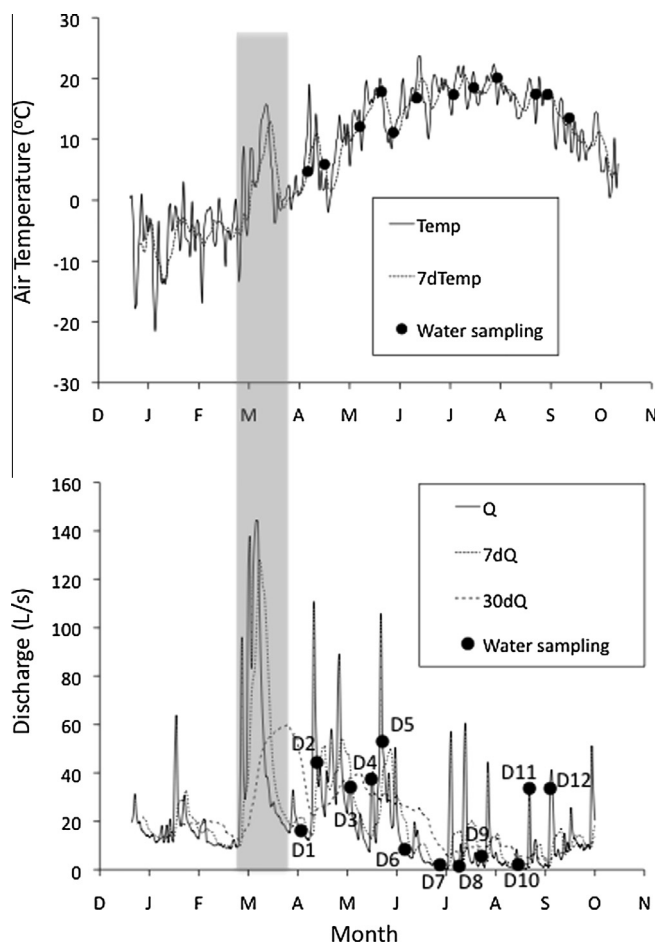 30
20
10
0
-10
-20
-30
Air Temperature (ºC)
Temp
7dTemp
Water sampling
D J F M A M J J A S O N
160
140
120
100
80
60
40
20
0
Discharge (L/s)
Q
7dQ
30dQ
Water sampling
D2
D5
D4
D3
D1
D6
D7
D8
D9
D10
D11
D12
D J F M A M J J A S O N
Month